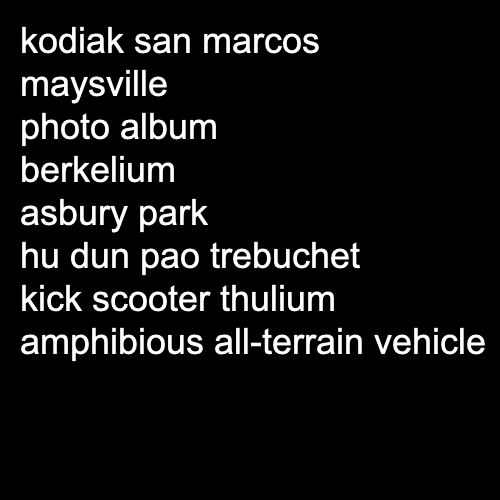 kodiak san marcos
maysville
photo album
berkelium
asbury park
hu dun pao trebuchet
kick scooter thulium
amphibious all-terrain vehicle